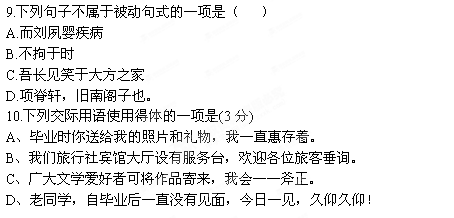 9.下列句子不属于被动句式的一项是（　　）
A.而刘夙婴疾病
B.不拘于时
C.吾长见笑于大方之家
D.项脊轩，旧南阁子也。
10.下列交际用语使用得体的一项是(3 分)
A、毕业时你送给我的照片和礼物，我一直惠存着。
B、我们旅行社宾馆大厅设有服务台，欢迎各位旅客垂询。
C、广大文学爱好者可将作品寄来，我会一一斧正。
D、老同学，自毕业后一直没有见面，今日一见，久仰久仰！